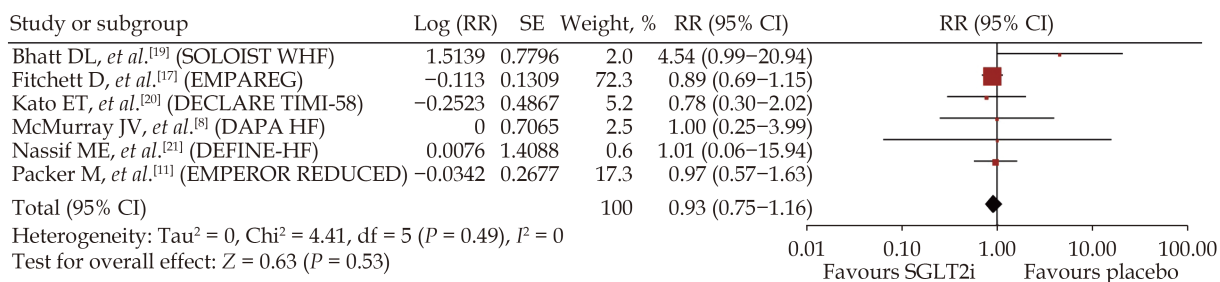 Study or subgroup Log (RR) SE Weight, % RR (95% CI) RR (95% CI)
Bhatt DL, et al.[19] (SOLOIST WHF) 1.5139 0.7796 2.0 4.54 (0.99−20.94)
Fitchett D, et al.[17] (EMPAREG) −0.113 0.1309 72.3 0.89 (0.69−1.15)
Kato ET, et al.[20] (DECLARE TIMI-58) −0.2523 0.4867 5.2 0.78 (0.30−2.02)
McMurray JV, et al.[8] (DAPA HF) 0 0.7065 2.5 1.00 (0.25−3.99)
Nassif ME, et al.[21] (DEFINE-HF) 0.0076 1.4088 0.6 1.01 (0.06−15.94)
Packer M, et al.[11] (EMPEROR REDUCED) −0.0342 0.2677 17.3 0.97 (0.57−1.63)
Total (95% CI) 100 0.93 (0.75−1.16)
Heterogeneity: Tau² = 0, Chi² = 4.41, df = 5 (P = 0.49), I² = 0
Test for overall effect: Z = 0.63 (P = 0.53)
0.01 0.10 1.00 10.00 100.00
Favours SGLT2i Favours placebo